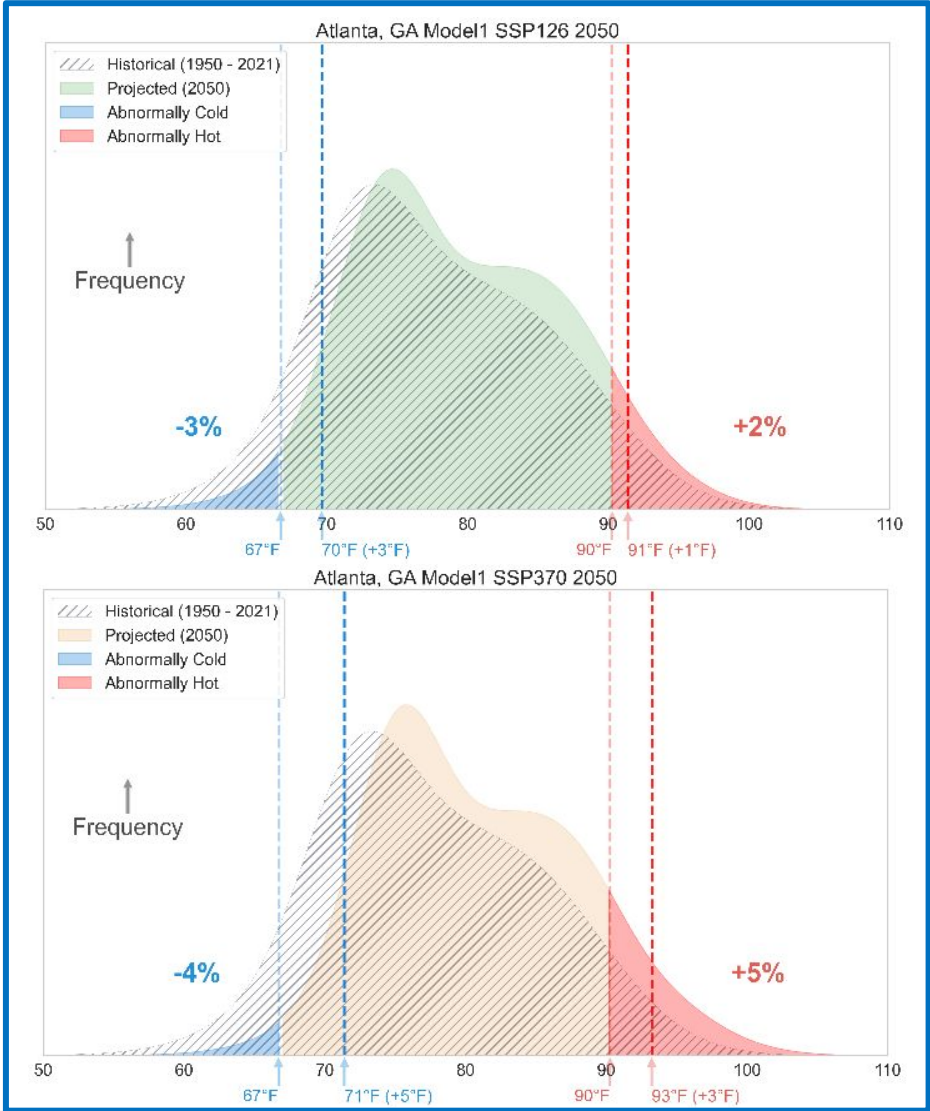 Atlanta, GA Model1 SSP126 2050
Historical (1950 - 2021)
Projected (2050)
Abnormally Cold
Abnormally Hot
Frequency
-3%
+2%
50 60 70 80 90 100 110
67°F 70°F (+3°F) 90°F 91°F (+1°F)
Atlanta, GA Model1 SSP370 2050
Historical (1950 - 2021)
Projected (2050)
Abnormally Cold
Abnormally Hot
Frequency
-4%
+5%
50 60 70 80 90 100 110
67°F 71°F (+5°F) 90°F 93°F (+3°F)